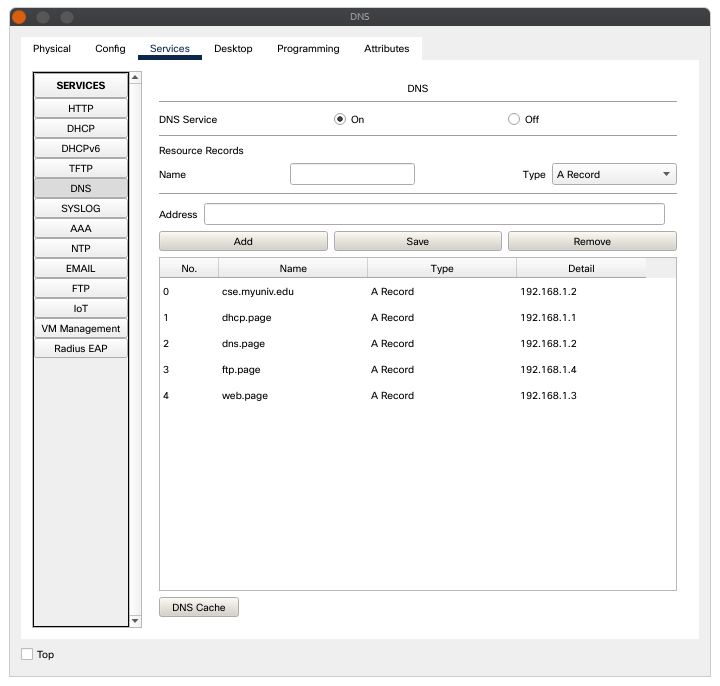 DNS
Physical Config Services Desktop Programming Attributes
SERVICES
HTTP
DHCP
DHCPv6
TFTP
DNS
SYSLOG
AAA
NTP
EMAIL
FTP
IoT
VM Management
Radius EAP
DNS
DNS Service On Off
Resource Records
Name Type A Record
Address
Add Save Remove
No. Name Type Detail
0 cse.myuniv.edu A Record 192.168.1.2
1 dhcp.page A Record 192.168.1.1
2 dns.page A Record 192.168.1.2
3 ftp.page A Record 192.168.1.4
4 web.page A Record 192.168.1.3
DNS Cache
Top